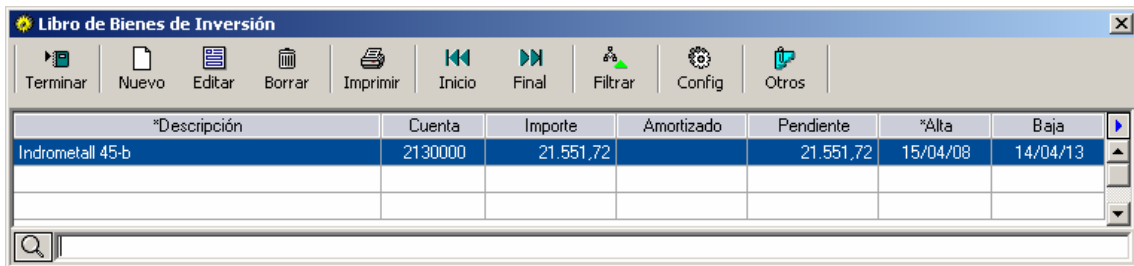 Libro de Bienes de Inversión
Terminar Nuevo Editar Borrar Imprimir Inicio Final Filtrar Config Otros
*Descripción Cuenta Importe Amortizado Pendiente *Alta Baja
Indrometall 45-b 2130000 21.551,72 21.551,72 15/04/08 14/04/13